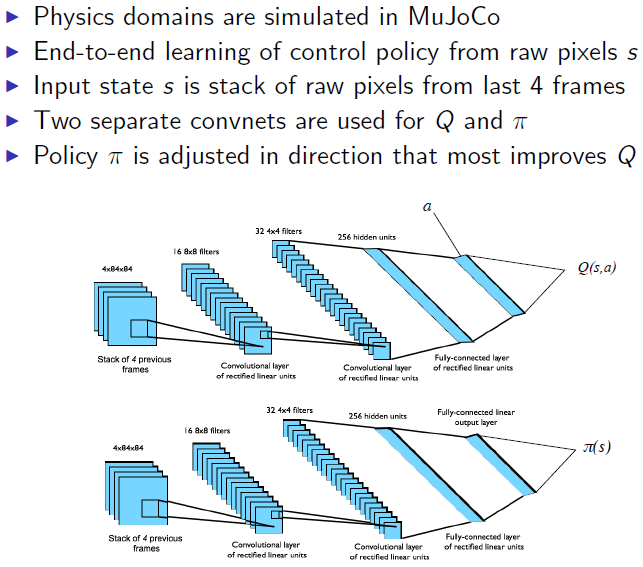 Physics domains are simulated in MuJoCo
End-to-end learning of control policy from raw pixels s
Input state s is stack of raw pixels from last 4 frames
Two separate convnets are used for Q and π
Policy π is adjusted in direction that most improves Q
a
32 4x4 filters
256 hidden units
16 8x8 filters
4x84x84
Q(s,a)
Stack of 4 previous
frames
Convolutional layer
of rectified linear units
Convolutional layer
of rectified linear units
Fully-connected layer
of rectified linear units
32 4x4 filters
256 hidden units
Fully-connected linear
output layer
16 8x8 filters
4x84x84
π(s)
Stack of 4 previous
frames
Convolutional layer
of rectified linear units
Convolutional layer
of rectified linear units
Fully-connected layer
of rectified linear units